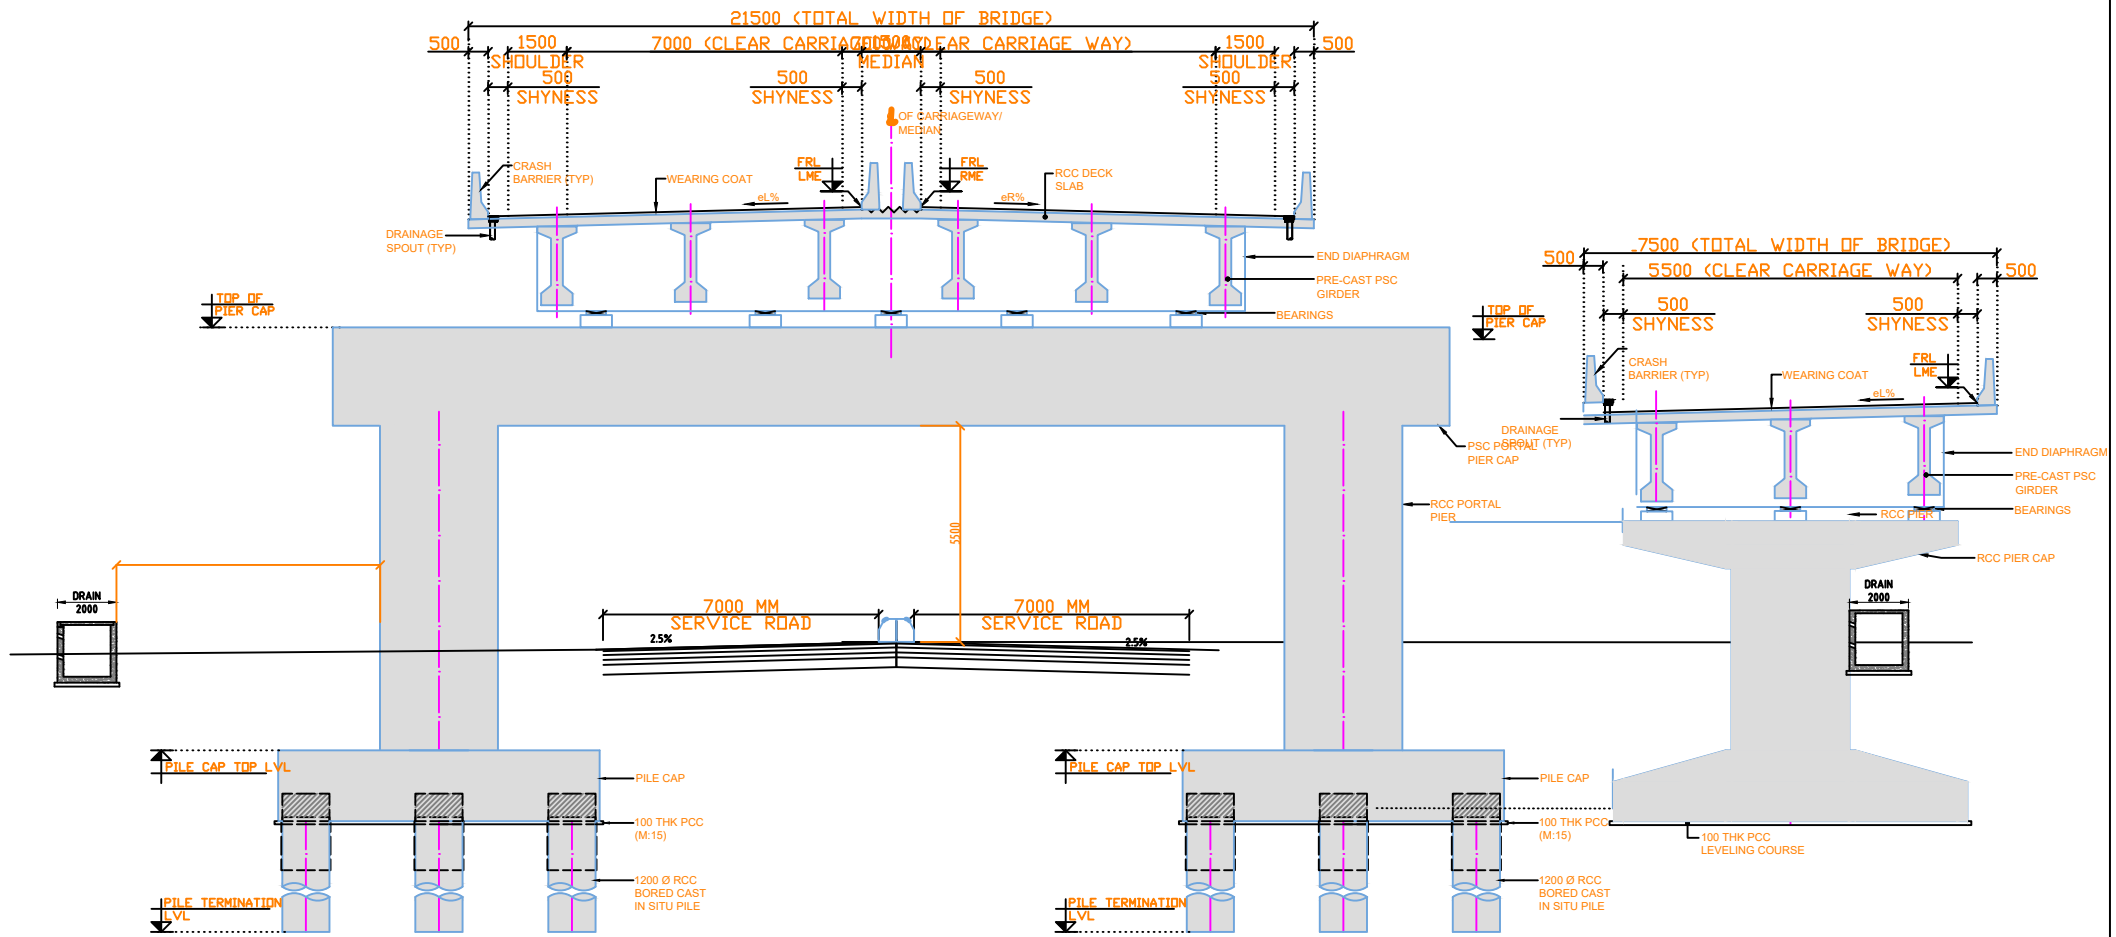 21500 (TOTAL WIDTH OF BRIDGE)
500
1500
SHOULDER
7000 (CLEAR CARRIAGE WAY)
1500
MEDIAN
7000 (CLEAR CARRIAGE WAY)
1500
SHOULDER
500
500
SHYNESS
500
SHYNESS
500
SHYNESS
500
SHYNESS
OF CARRIAGEWAY/
MEDIAN
CRASH
BARRIER (TYP)
WEARING COAT
FRL
LME
FRL
RME
RCC DECK
SLAB
eL%
eR%
DRAINAGE
SPOUT (TYP)
END DIAPHRAGM
PRE-CAST PSC
GIRDER
BEARINGS
TOP OF
PIER CAP
TOP OF
PIER CAP
7500 (TOTAL WIDTH OF BRIDGE)
500
5500 (CLEAR CARRIAGE WAY)
500
500
SHYNESS
500
SHYNESS
CRASH
BARRIER (TYP)
WEARING COAT
FRL
LME
eL%
DRAINAGE
SPOUT (TYP)
PSC PORTAL
PIER CAP
END DIAPHRAGM
PRE-CAST PSC
GIRDER
BEARINGS
RCC PORTAL
PIER
RCC PIER
RCC PIER CAP
5500
DRAIN
2000
7000 MM
SERVICE ROAD
7000 MM
SERVICE ROAD
2.5%
2.5%
DRAIN
2000
PILE CAP TOP LVL
PILE CAP
100 THK PCC
(M:15)
1200 Ø RCC
BORED CAST
IN SITU PILE
PILE TERMINATION
LVL
PILE CAP TOP LVL
PILE CAP
100 THK PCC
(M:15)
1200 Ø RCC
BORED CAST
IN SITU PILE
PILE TERMINATION
LVL
100 THK PCC
LEVELING COURSE